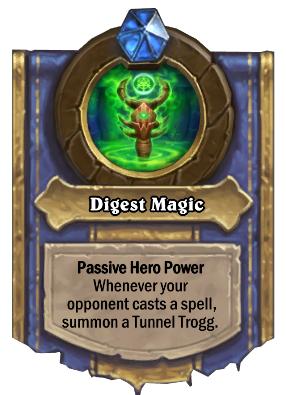 Digest Magic
Passive Hero Power
Whenever your
opponent casts a spell,
summon a Tunnel Trogg.